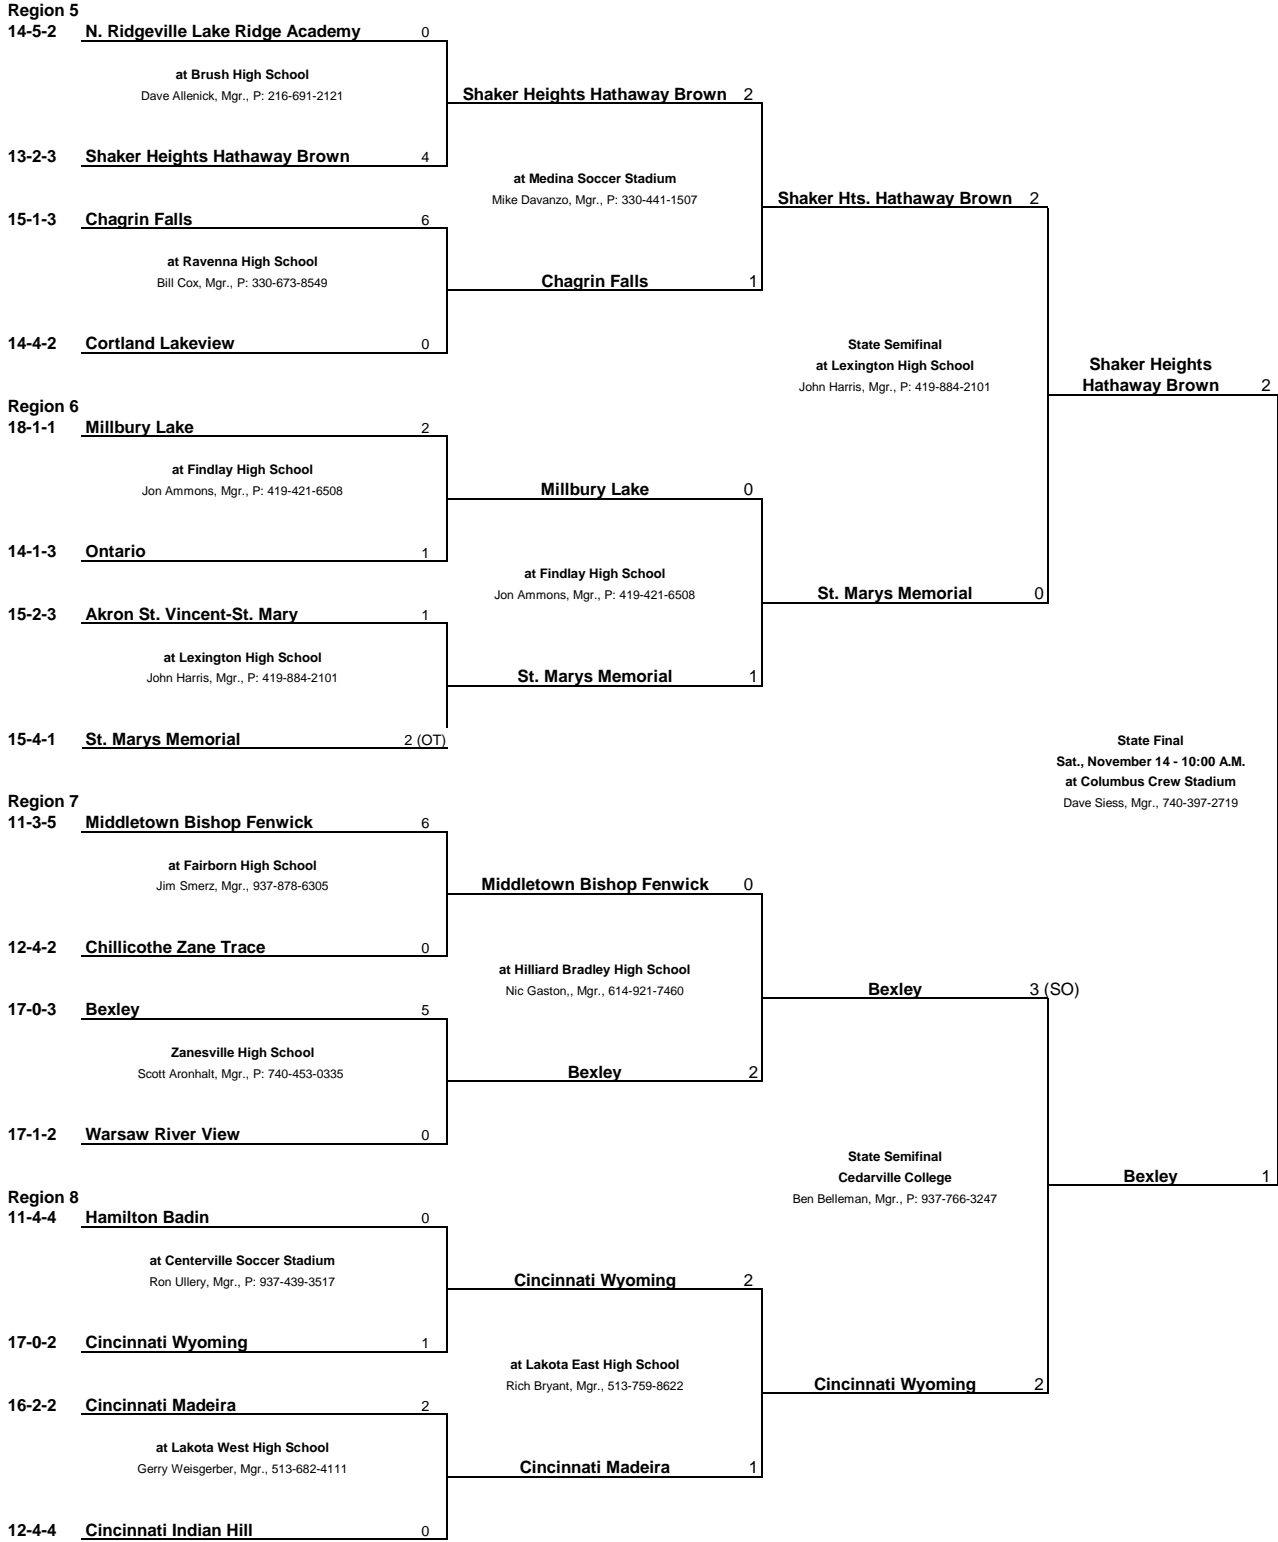 Region 5
14-5-2 N. Ridgeville Lake Ridge Academy 0
at Brush High School
Dave Allenick, Mgr., P: 216-691-2121
Shaker Heights Hathaway Brown 2
13-2-3 Shaker Heights Hathaway Brown 4
at Medina Soccer Stadium
Mike Davanzo, Mgr., P: 330-441-1507
Shaker Hts. Hathaway Brown 2
15-1-3 Chagrin Falls 6
at Ravenna High School
Bill Cox, Mgr., P: 330-673-8549
Chagrin Falls 1
14-4-2 Cortland Lakeview 0
State Semifinal
at Lexington High School
John Harris, Mgr., P: 419-884-2101
Shaker Heights
Hathaway Brown 2
Region 6
18-1-1 Millbury Lake 2
at Findlay High School
Jon Ammons, Mgr., P: 419-421-6508
Millbury Lake 0
14-1-3 Ontario 1
at Findlay High School
Jon Ammons, Mgr., P: 419-421-6508
St. Marys Memorial 0
15-2-3 Akron St. Vincent-St. Mary 1
at Lexington High School
John Harris, Mgr., P: 419-884-2101
St. Marys Memorial 1
15-4-1 St. Marys Memorial 2 (OT)
State Final
Sat., November 14 - 10:00 A.M.
at Columbus Crew Stadium
Dave Siess, Mgr., 740-397-2719
Region 7
11-3-5 Middletown Bishop Fenwick 6
at Fairborn High School
Jim Smerz, Mgr., 937-878-6305
Middletown Bishop Fenwick 0
12-4-2 Chillicothe Zane Trace 0
at Hilliard Bradley High School
Nic Gaston,, Mgr., 614-921-7460
Bexley 3 (SO)
17-0-3 Bexley 5
Zanesville High School
Scott Aronhalt, Mgr., P: 740-453-0335
Bexley 2
17-1-2 Warsaw River View 0
State Semifinal
Cedarville College
Ben Belleman, Mgr., P: 937-766-3247
Bexley 1
Region 8
11-4-4 Hamilton Badin 0
at Centerville Soccer Stadium
Ron Ullery, Mgr., P: 937-439-3517
Cincinnati Wyoming 2
17-0-2 Cincinnati Wyoming 1
at Lakota East High School
Rich Bryant, Mgr., 513-759-8622
Cincinnati Wyoming 2
16-2-2 Cincinnati Madeira 2
at Lakota West High School
Gerry Weisgerber, Mgr., 513-682-4111
Cincinnati Madeira 1
12-4-4 Cincinnati Indian Hill 0